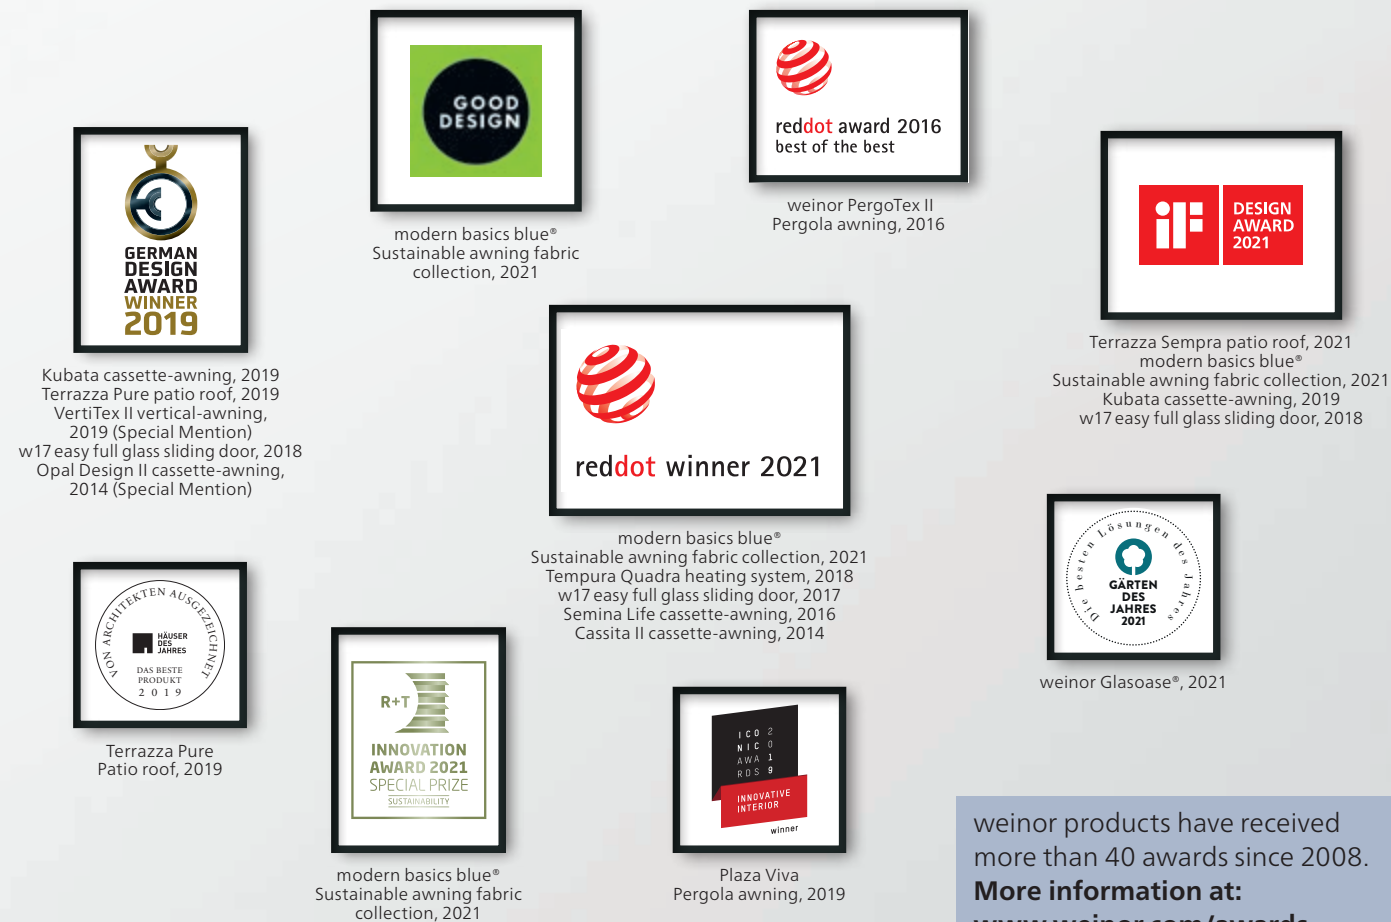 GOOD
DESIGN
modern basics blue®
Sustainable awning fabric
collection, 2021
reddot award 2016
best of the best
weinor PergoTex II
Pergola awning, 2016
GERMAN
DESIGN
AWARD
WINNER
2019
Kubata cassette-awning, 2019
Terrazza Pure patio roof, 2019
VertiTex II vertical-awning,
2019 (Special Mention)
w17 easy full glass sliding door, 2018
Opal Design II cassette-awning,
2014 (Special Mention)
iF
DESIGN
AWARD
2021
Terrazza Sempra patio roof, 2021
modern basics blue®
Sustainable awning fabric collection, 2021
Kubata cassette-awning, 2019
w17 easy full glass sliding door, 2018
reddot winner 2021
modern basics blue®
Sustainable awning fabric collection, 2021
Tempura Quadra heating system, 2018
w17 easy full glass sliding door, 2017
Semina Life cassette-awning, 2016
Cassita II cassette-awning, 2014
Die besten Lösungen des Jahres
GÄRTEN
DES
JAHRES
2021
weinor Glasoase®, 2021
VON ARCHITEKTEN AUSGEZEICHNET
HÄUSER
DES
JAHRES
DAS BESTE
PRODUKT
2019
Terrazza Pure
Patio roof, 2019
R+T
INNOVATION
AWARD 2021
SPECIAL PRIZE
SUSTAINABILITY
modern basics blue®
Sustainable awning fabric
collection, 2021
ICO 2
NIC 0
AWA 1
RDS 9
INNOVATIVE
INTERIOR
winner
Plaza Viva
Pergola awning, 2019
weinor products have received
more than 40 awards since 2008.
More information at:
www.weinor.com/awards